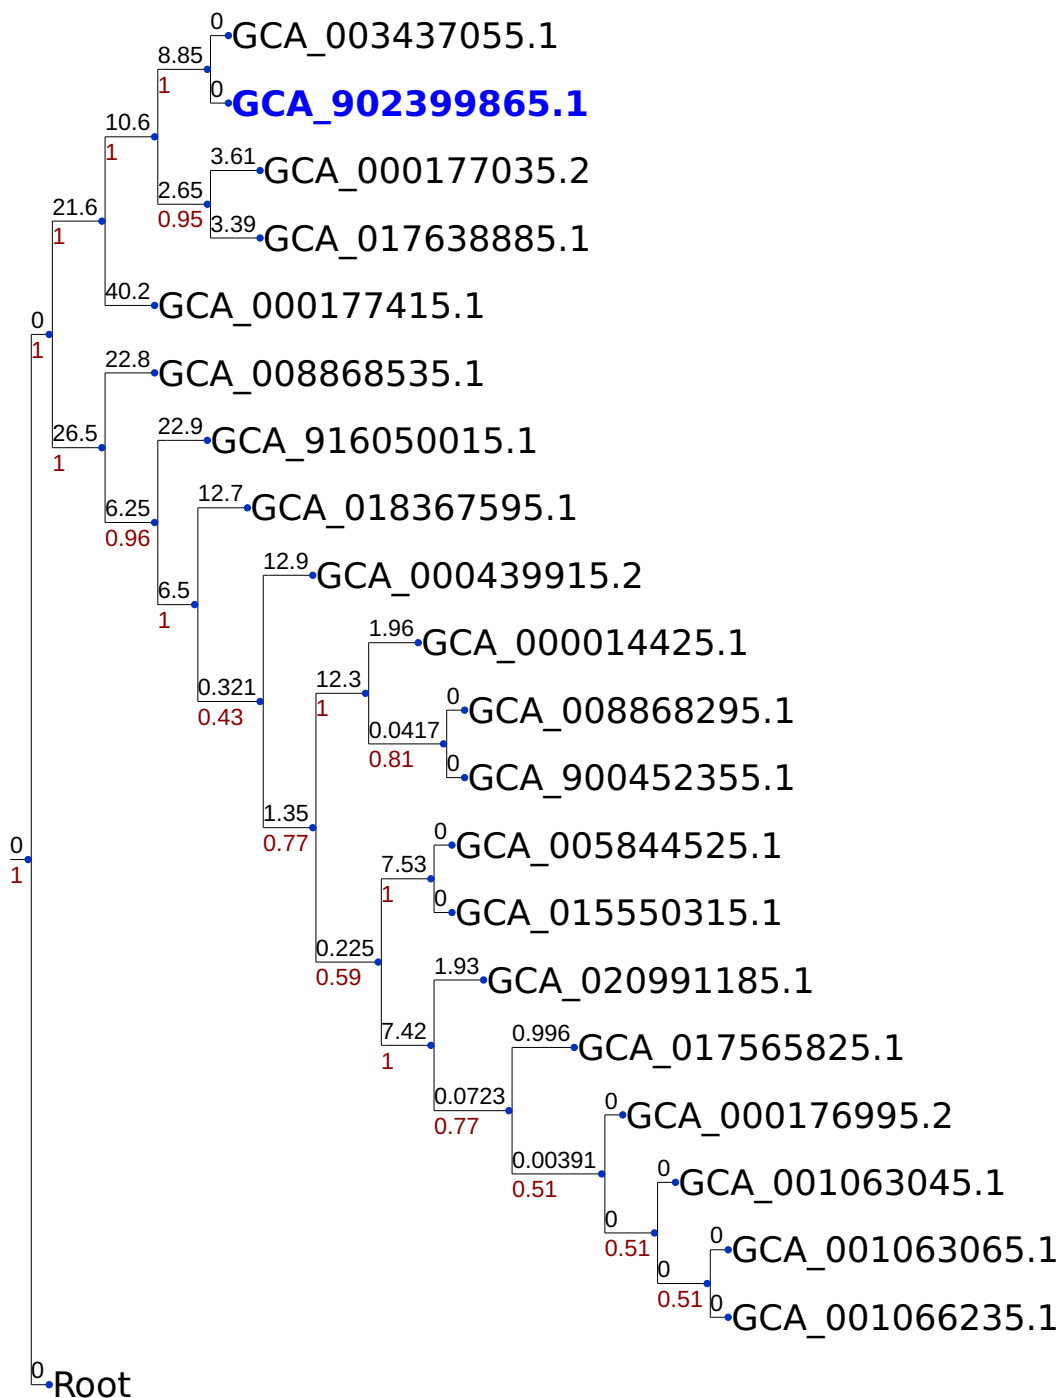 0
GCA_003437055.1
8.85
1
0
GCA_902399865.1
10.6
1
3.61
GCA_000177035.2
2.65
0.95
3.39
GCA_017638885.1
21.6
1
40.2
GCA_000177415.1
0
1
22.8
GCA_008868535.1
26.5
1
22.9
GCA_916050015.1
6.25
0.96
12.7
GCA_018367595.1
12.9
GCA_000439915.2
6.5
1
1.96
GCA_000014425.1
12.3
1
0.321
0.43
0
GCA_008868295.1
0.0417
0.81
0
GCA_900452355.1
1.35
0.77
0
GCA_005844525.1
0
1
7.53
1
0
GCA_015550315.1
0.225
0.59
1.93
GCA_020991185.1
7.42
1
0.996
GCA_017565825.1
0.0723
0.77
0
GCA_000176995.2
0.00391
0.51
0
GCA_001063045.1
0
0.51
0
GCA_001063065.1
0
0.51
0
GCA_001066235.1
0
Root